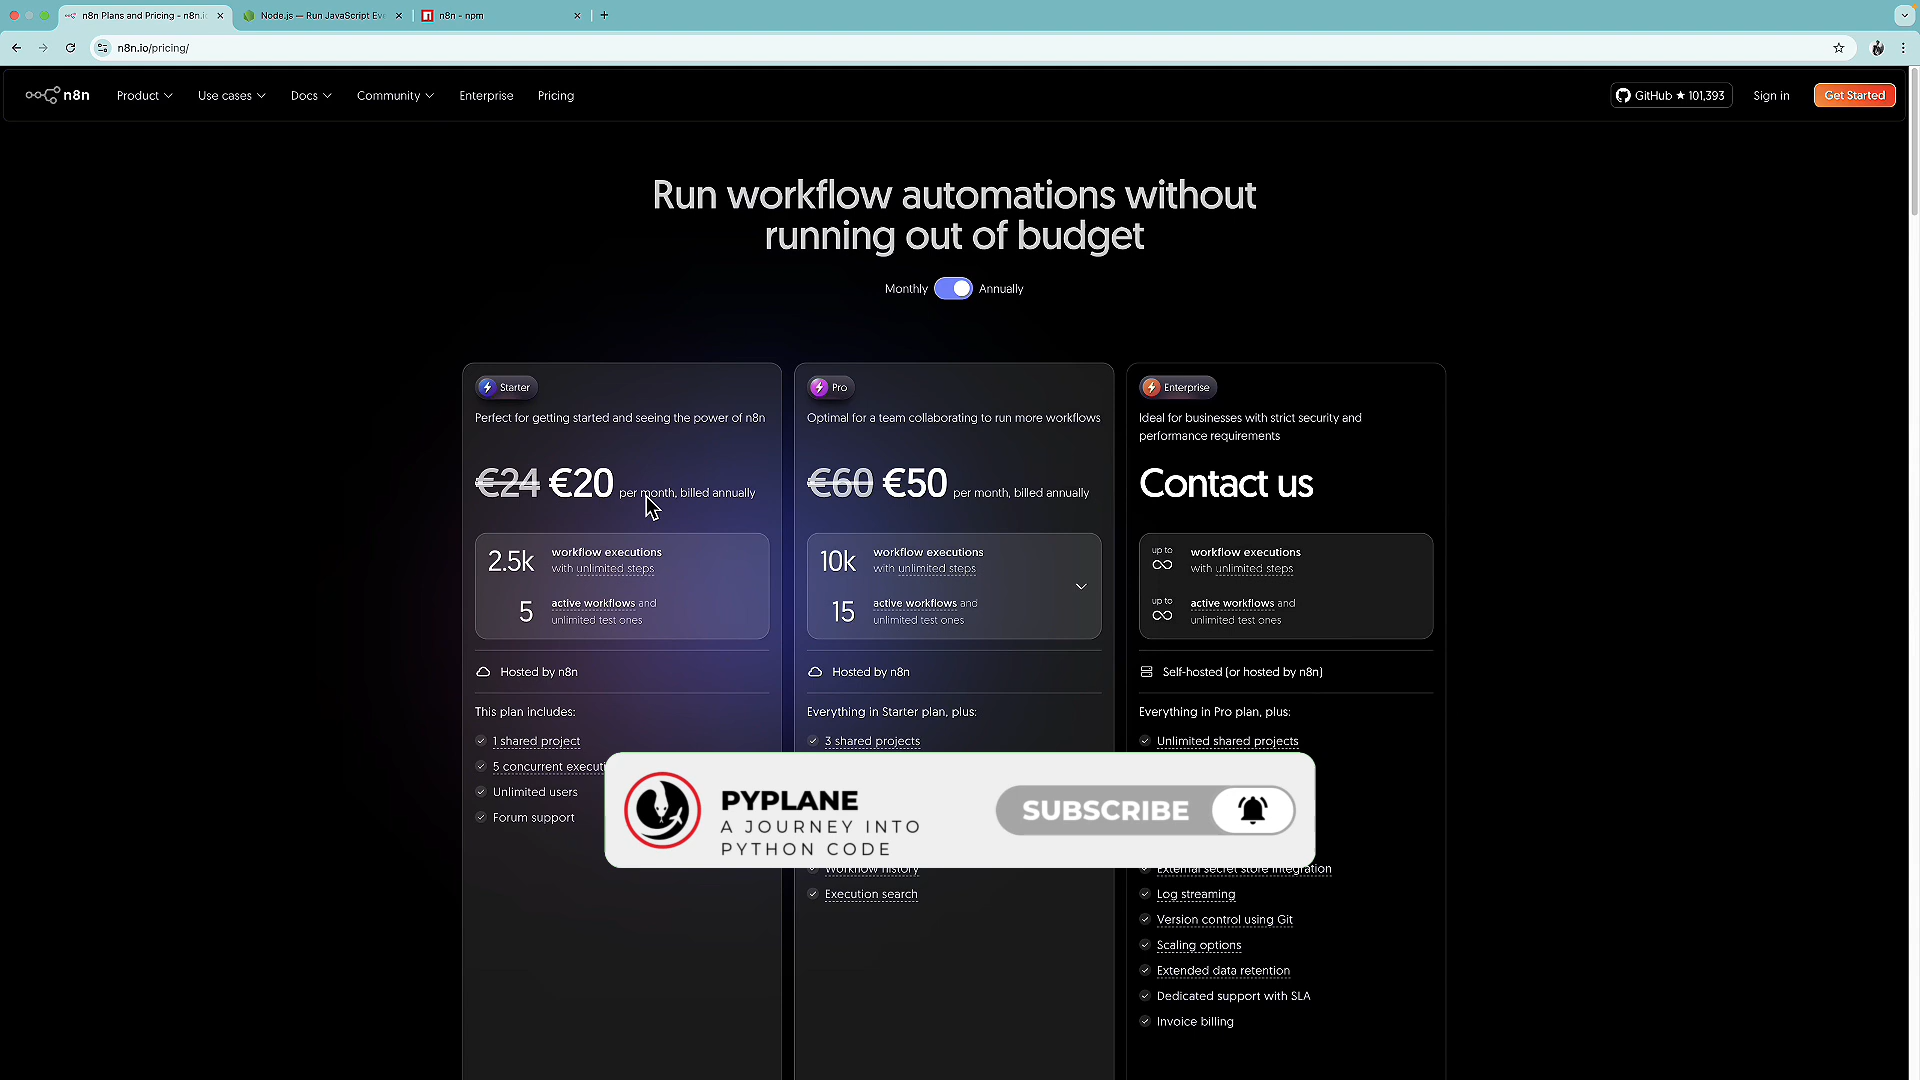 n8n Plans and Pricing - n8n.i
Node.js — Run JavaScript Ev
n8n - npm
n8n.io/pricing/
n8n
Product
Use cases
Docs
Community
Enterprise
Pricing
GitHub ★ 101,393
Sign in
Get Started
Run workflow automations without
running out of budget
Monthly
Annually
Starter
Perfect for getting started and seeing the power of n8n
€24 €20 per month, billed annually
2.5k workflow executions
with unlimited steps
5 active workflows and
unlimited test ones
Hosted by n8n
This plan includes:
1 shared project
5 concurrent executi
Unlimited users
Forum support
Pro
Optimal for a team collaborating to run more workflows
€60 €50 per month, billed annually
10k workflow executions
with unlimited steps
15 active workflows and
unlimited test ones
Hosted by n8n
Everything in Starter plan, plus:
3 shared projects
Workflow history
Execution search
Enterprise
Ideal for businesses with strict security and
performance requirements
Contact us
up to
∞ workflow executions
with unlimited steps
up to
∞ active workflows and
unlimited test ones
Self-hosted (or hosted by n8n)
Everything in Pro plan, plus:
Unlimited shared projects
External secret store integration
Log streaming
Version control using Git
Scaling options
Extended data retention
Dedicated support with SLA
Invoice billing
PYPLANE
A JOURNEY INTO
PYTHON CODE
SUBSCRIBE